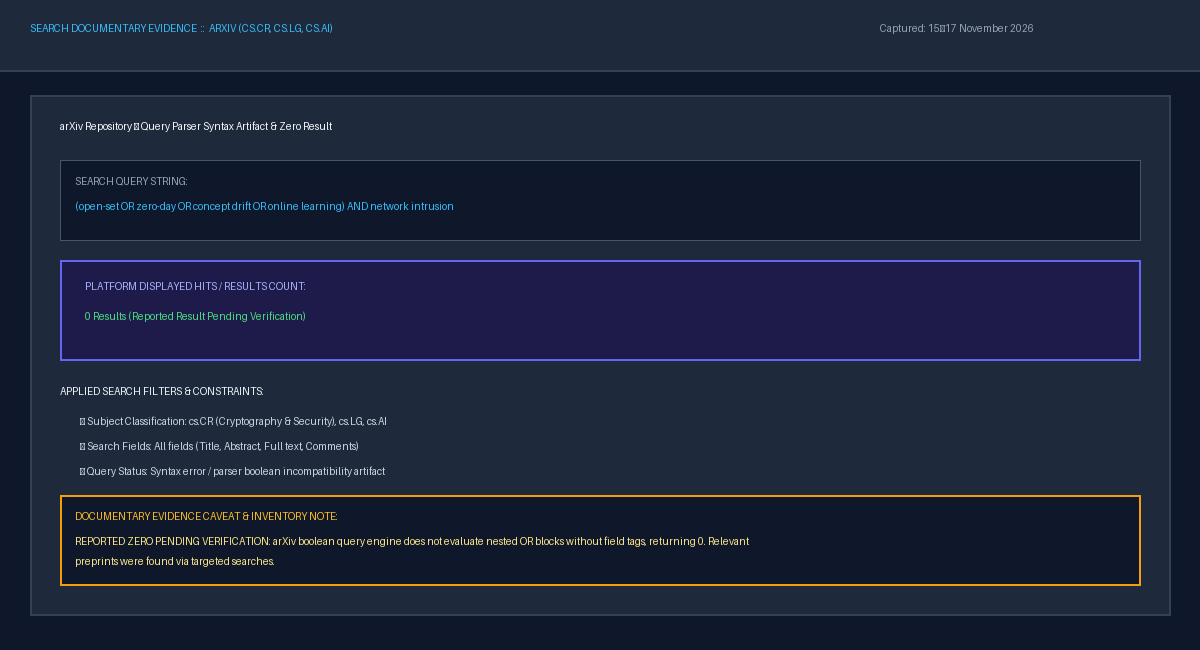 SEARCH DOCUMENTARY EVIDENCE :: ARXIV (CS.CR, CS.LG, CS.AI)
Captured: 15▯17 November 2026
arXiv Repository ▯ Query Parser Syntax Artifact & Zero Result
SEARCH QUERY STRING:
(open-set OR zero-day OR concept drift OR online learning) AND network intrusion
PLATFORM DISPLAYED HITS / RESULTS COUNT:
0 Results (Reported Result Pending Verification)
APPLIED SEARCH FILTERS & CONSTRAINTS:
▯ Subject Classification: cs.CR (Cryptography & Security), cs.LG, cs.AI
▯ Search Fields: All fields (Title, Abstract, Full text, Comments)
▯ Query Status: Syntax error / parser boolean incompatibility artifact
DOCUMENTARY EVIDENCE CAVEAT & INVENTORY NOTE:
REPORTED ZERO PENDING VERIFICATION: arXiv boolean query engine does not evaluate nested OR blocks without field tags, returning 0. Relevant
preprints were found via targeted searches.